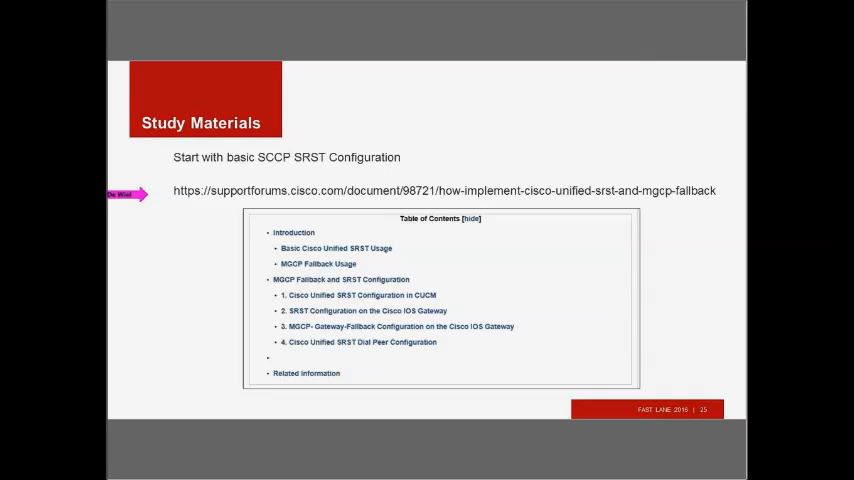 Study Materials
Start with basic SCCP SRST Configuration
De Wiel
https://supportforums.cisco.com/document/98721/how-implement-cisco-unified-srst-and-mgcp-fallback
Table of Contents [hide]
• Introduction
• Basic Cisco Unified SRST Usage
• MGCP Fallback Usage
• MGCP Fallback and SRST Configuration
• 1. Cisco Unified SRST Configuration in CUCM
• 2. SRST Configuration on the Cisco IOS Gateway
• 3. MGCP- Gateway-Fallback Configuration on the Cisco IOS Gateway
• 4. Cisco Unified SRST Dial Peer Configuration
•
• Related Information
FAST LANE 2016 | 25